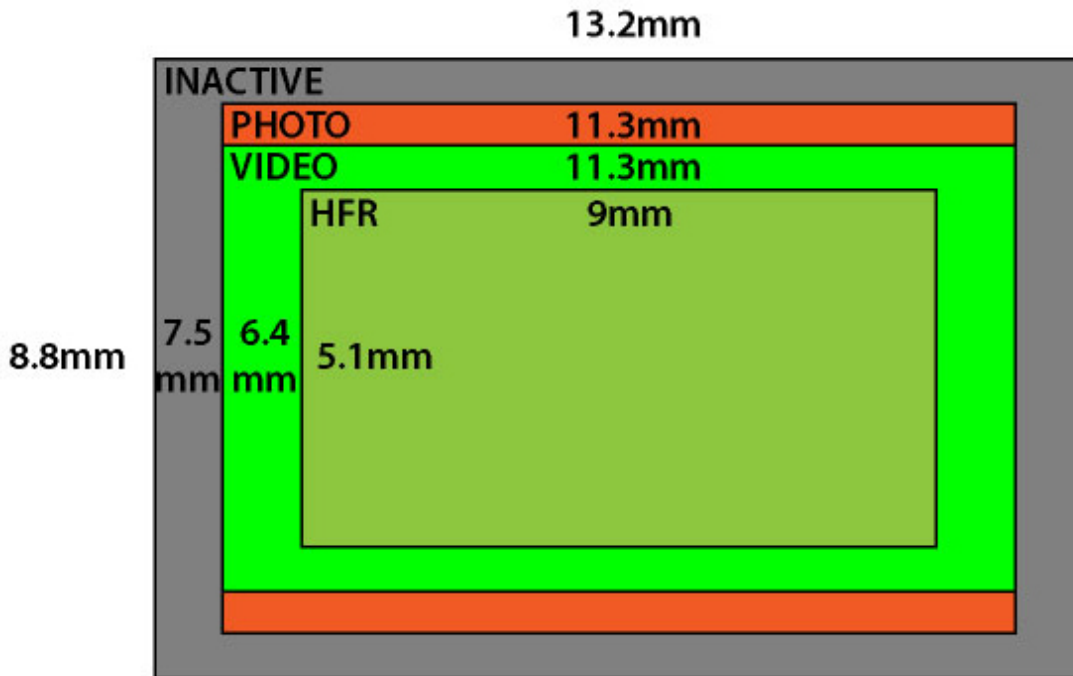 13.2mm
INACTIVE
PHOTO 11.3mm
VIDEO 11.3mm
HFR 9mm
7.5 6.4
8.8mm 5.1mm
mm mm